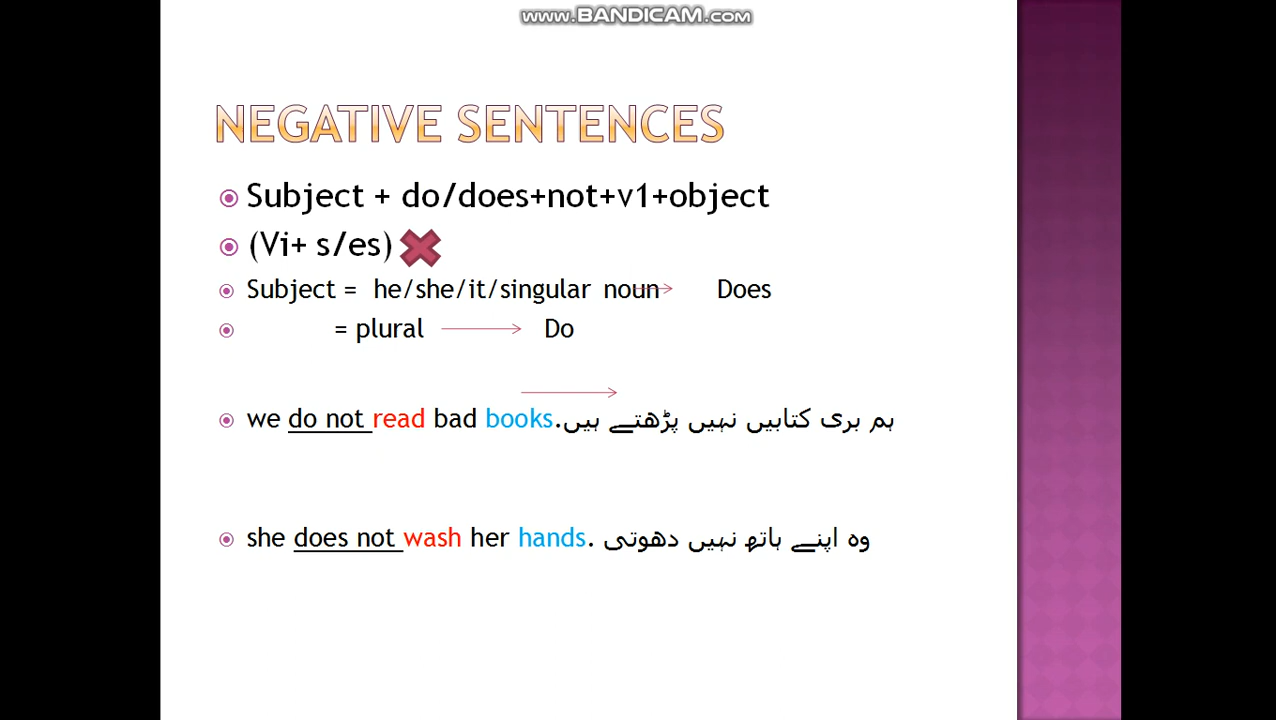 www.BANDICAM.com
NEGATIVE SENTENCES
Subject + do/does+not+v1+object
(Vi+ s/es)
Subject = he/she/it/singular noun Does
= plural Do
we do not read bad books.ہم بری کتابیں نہیں پڑھتے ہیں
she does not wash her hands. وہ اپنے ہاتھ نہیں دھوتی